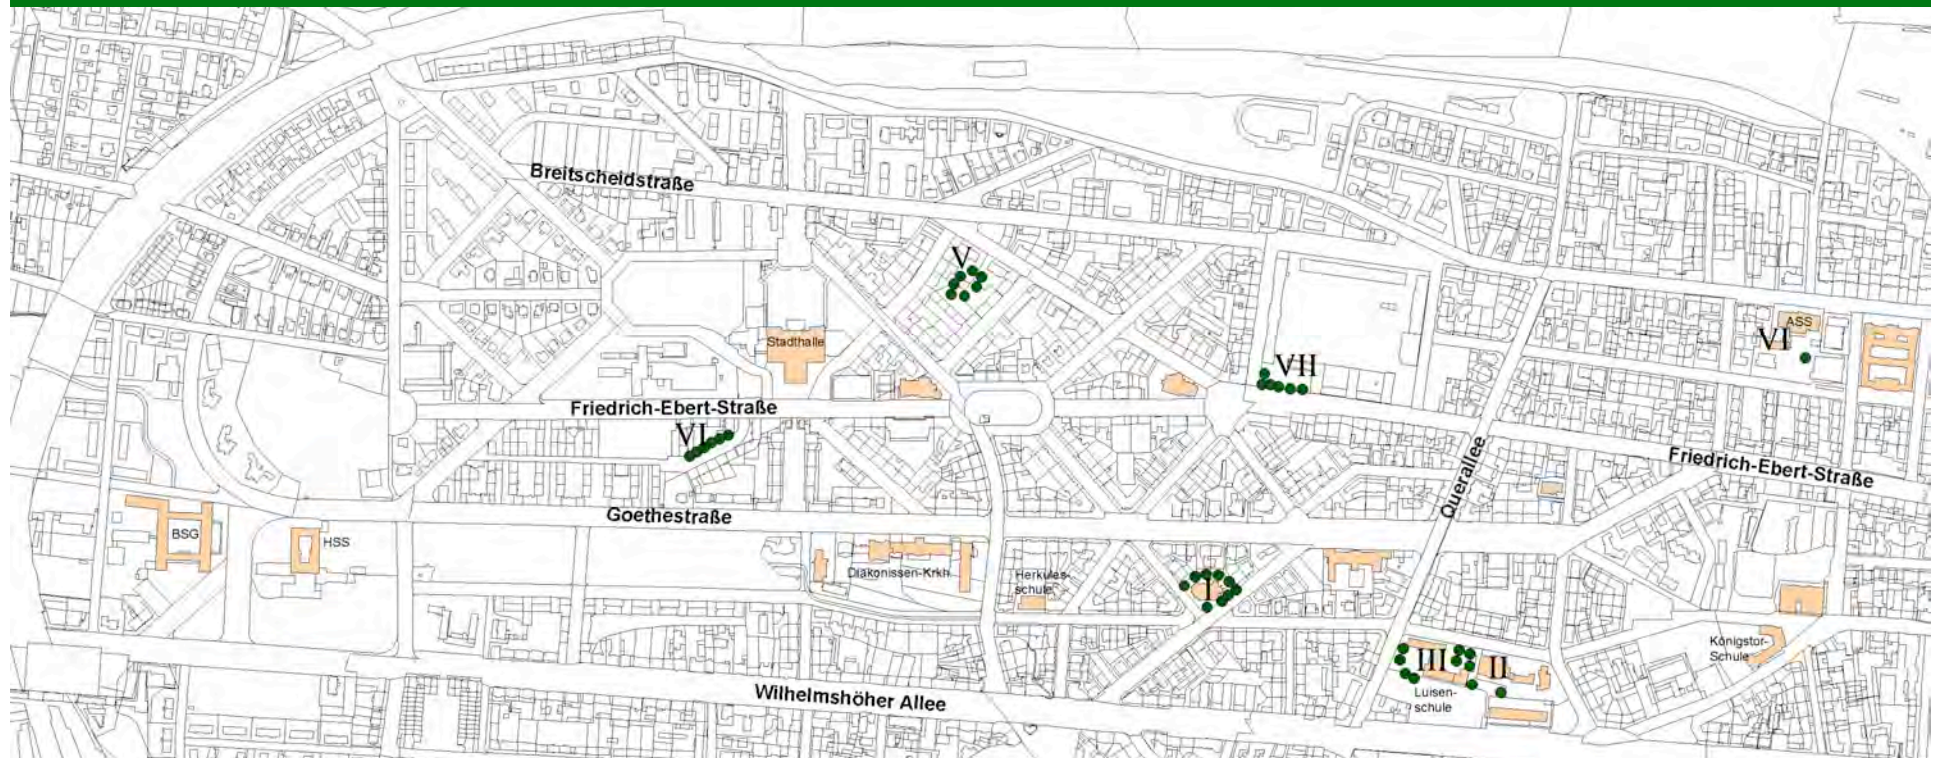 Breitscheidstraße
V
ASS
VI
Stadthalle
VII
Friedrich-Ebert-Straße
VI
Querallee
Friedrich-Ebert-Straße
Goethestraße
BSG
HSS
Diakonissen-Krkh.
Herkules-
schule
I
Königstor-
Schule
III
II
Luisen-
schule
Wilhelmshöher Allee